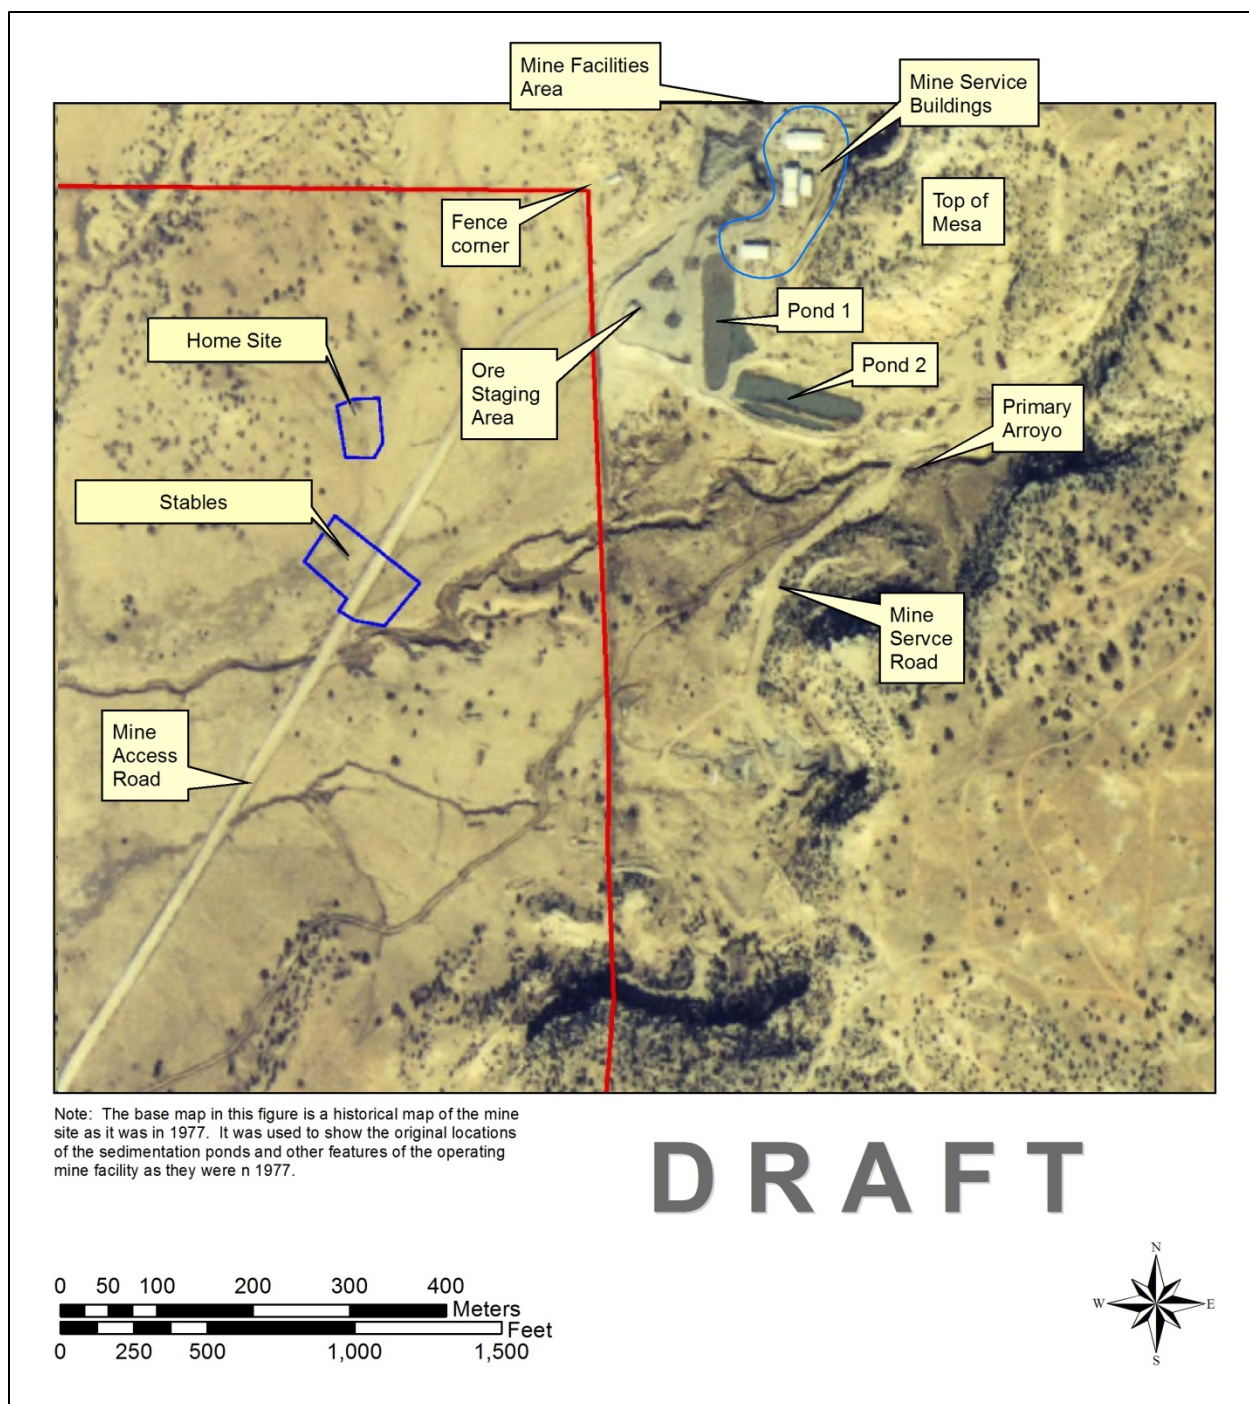 Mine Facilities
Area
Mine Service
Buildings
Top of
Mesa
Fence
corner
Pond 1
Home Site
Ore
Staging
Area
Pond 2
Primary
Arroyo
Stables
Mine
Servce
Road
Mine
Access
Road
Note: The base map in this figure is a historical map of the mine
site as it was in 1977. It was used to show the original locations
of the sedimentation ponds and other features of the operating
mine facility as they were n 1977.
DRAFT
N
W E
S
0 50 100 200 300 400
Meters
Feet
0 250 500 1,000 1,500